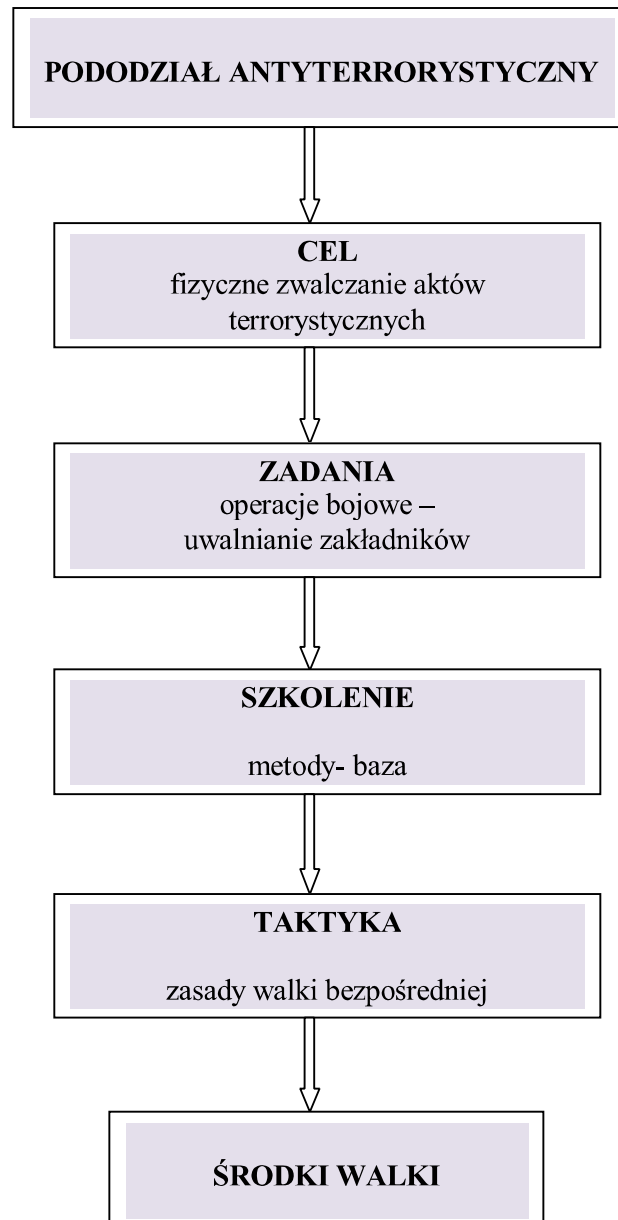 PODODZIAŁ ANTYTERRORYSTYCZNY
CEL
fizyczne zwalczanie aktów
terrorystycznych
ZADANIA
operacje bojowe –
uwalnianie zakładników
SZKOLENIE
metody- baza
TAKTYKA
zasady walki bezpośredniej
ŚRODKI WALKI